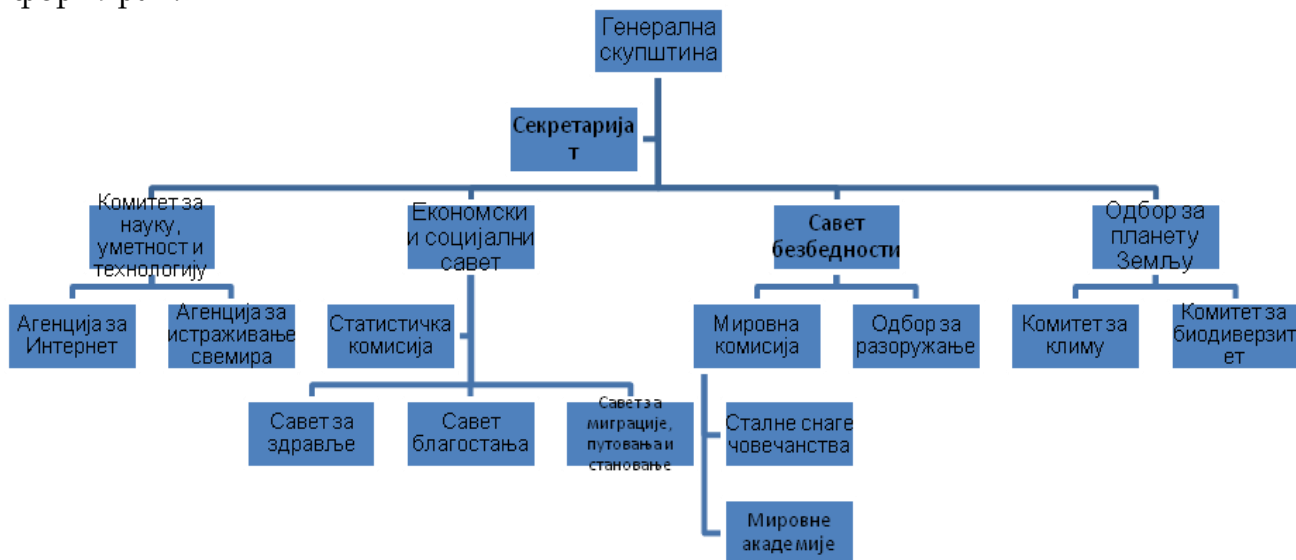 Генерална
скупштина
Секретарија
т
Комитет за
науку,
уметност и
технологију
Економски
и социјални
савет
Савет
безбедности
Одбор за
планету
Земљу
Агенција за
Интернет
Агенција за
истраживање
свемира
Статистичка
комисија
Мировна
комисија
Одбор за
разоружање
Комитет за
климу
Комитет за
биодиверзит
ет
Савет за
здравље
Савет
благостања
Савет за
миграције,
путовања и
становање
Сталне снаге
човечанства
Мировне
академије